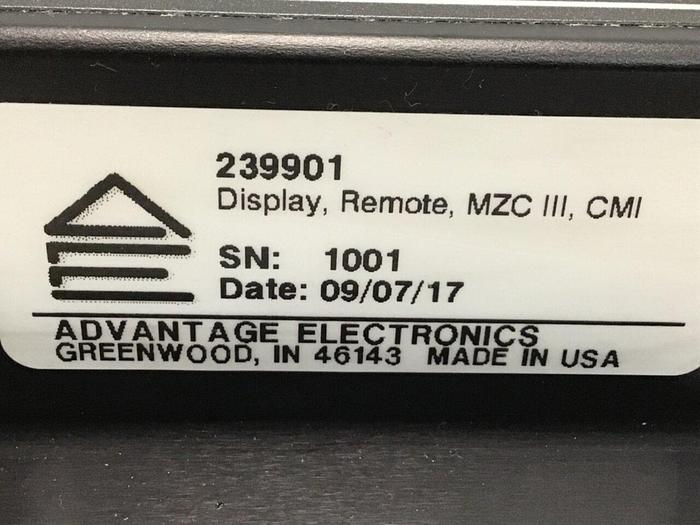 239901
Display, Remote, MZC III, CMI
SN: 1001
Date: 09/07/17
ADVANTAGE ELECTRONICS
GREENWOOD, IN 46143 MADE IN USA